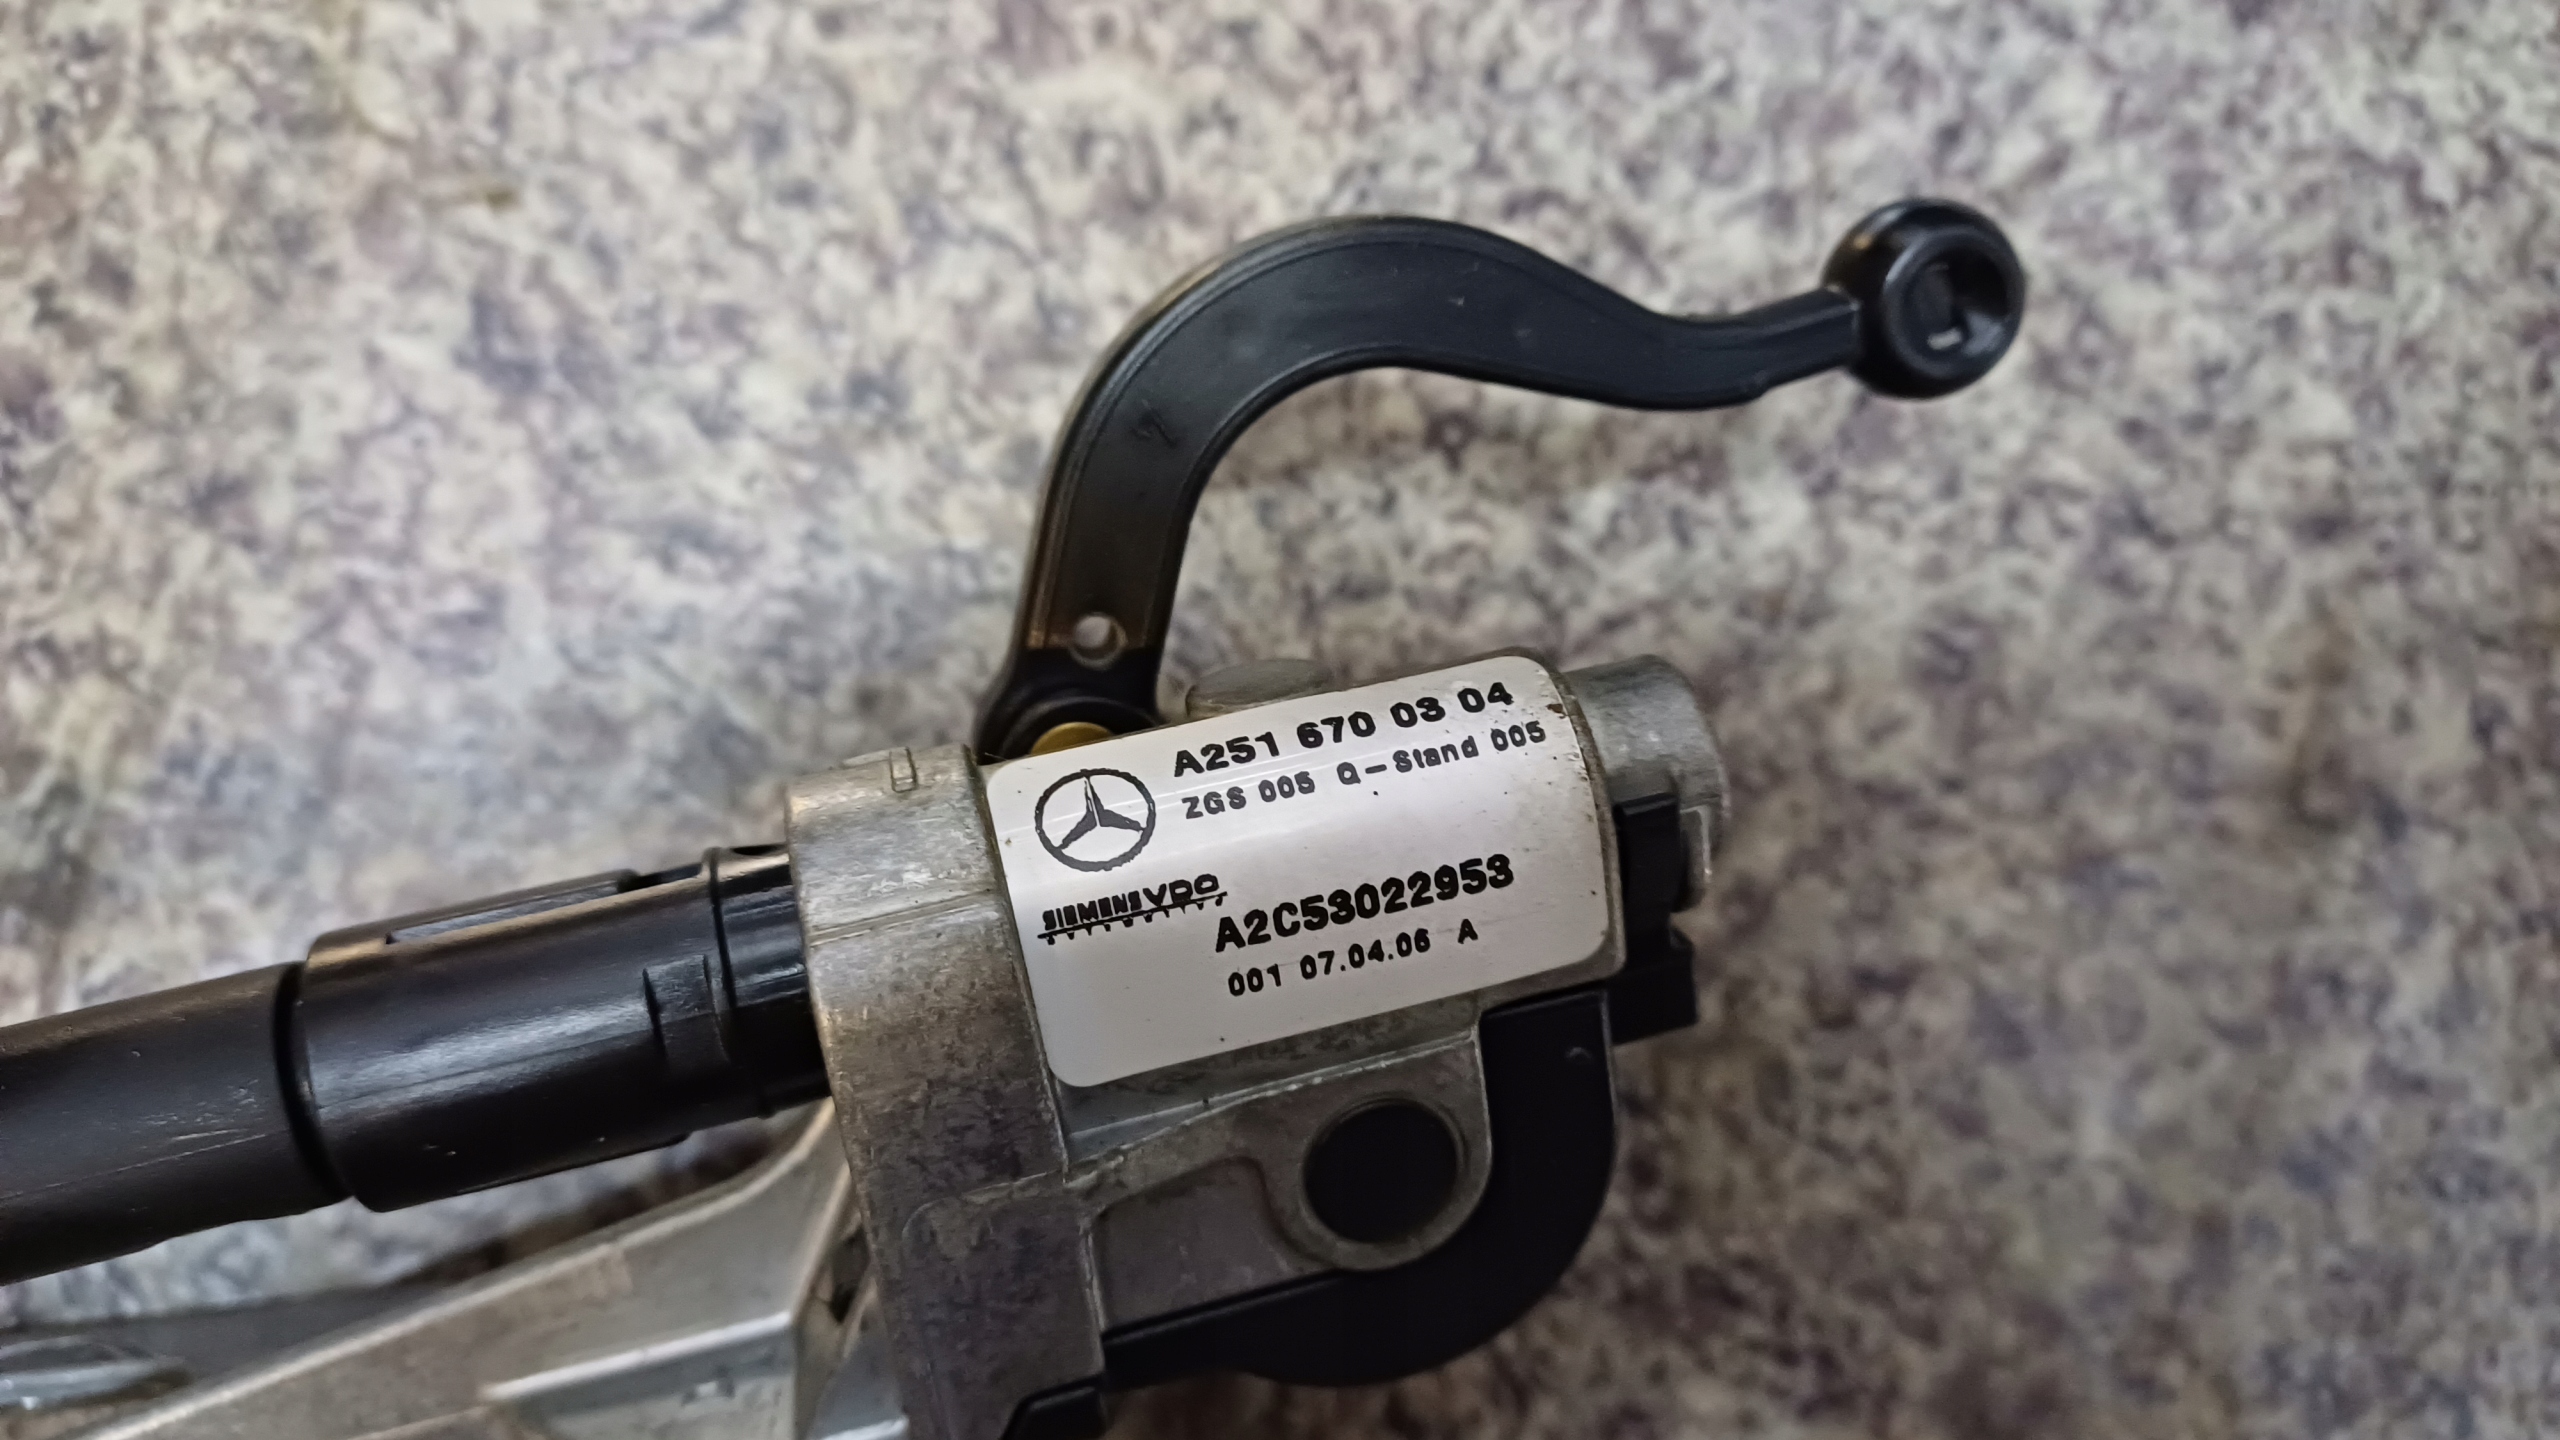 A251 670 03 04
ZGS 005 Q-Stand 005
SIEMENS VDO
A2C53022953
001 07.04.06 A